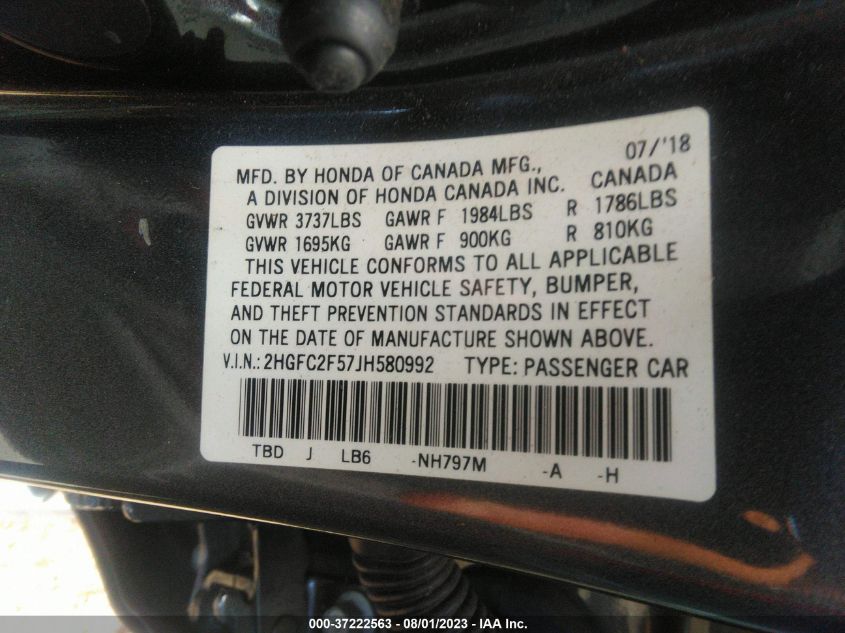 07/'18
MFD. BY HONDA OF CANADA MFG.,
A DIVISION OF HONDA CANADA INC. CANADA
GVWR 3737LBS GAWR F 1984LBS R 1786LBS
GVWR 1695KG GAWR F 900KG R 810KG
THIS VEHICLE CONFORMS TO ALL APPLICABLE
FEDERAL MOTOR VEHICLE SAFETY, BUMPER,
AND THEFT PREVENTION STANDARDS IN EFFECT
ON THE DATE OF MANUFACTURE SHOWN ABOVE.
V.I.N.: 2HGFC2F57JH580992 TYPE: PASSENGER CAR
TBD J LB6 -NH797M -A -H
000-37222563 - 08/01/2023 - IAA Inc.